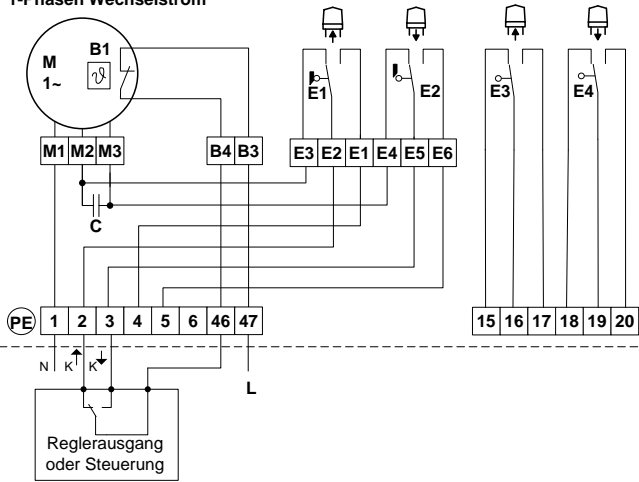 1-Phasen Wechselstrom
M
1~
B1
ϑ
E1
E2
E3
E4
M1 M2 M3
B4 B3
E3 E2 E1 E4 E5 E6
C
PE
1 2 3 4 5 6 46 47
15 16 17 18 19 20
N K K
L
Reglerausgang
oder Steuerung